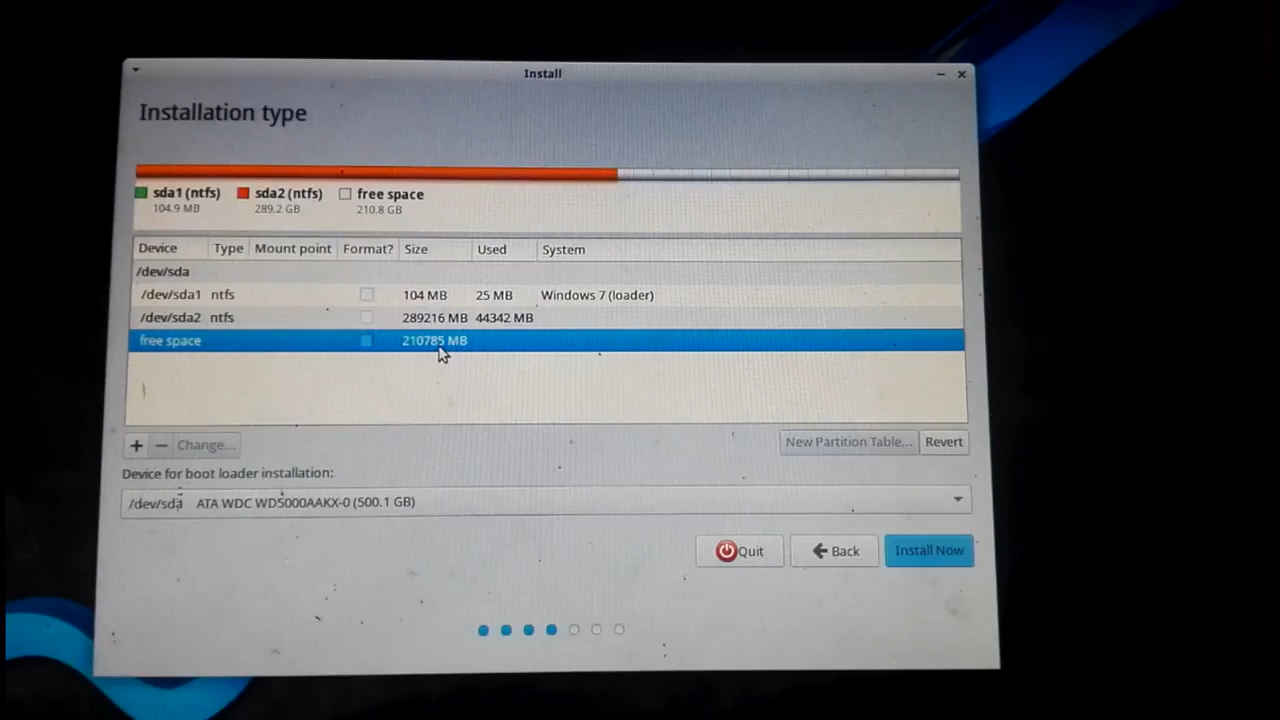 Install
Installation type
sda1 (ntfs) sda2 (ntfs) free space
104.9 MB 289.2 GB 210.8 GB
Device Type Mount point Format? Size Used System
/dev/sda
/dev/sda1 ntfs 104 MB 25 MB Windows 7 (loader)
/dev/sda2 ntfs 289216 MB 44342 MB
free space 210785 MB
+ − Change... New Partition Table... Revert
Device for boot loader installation:
/dev/sda ATA WDC WD5000AAKX-0 (500.1 GB)
Quit Back Install Now